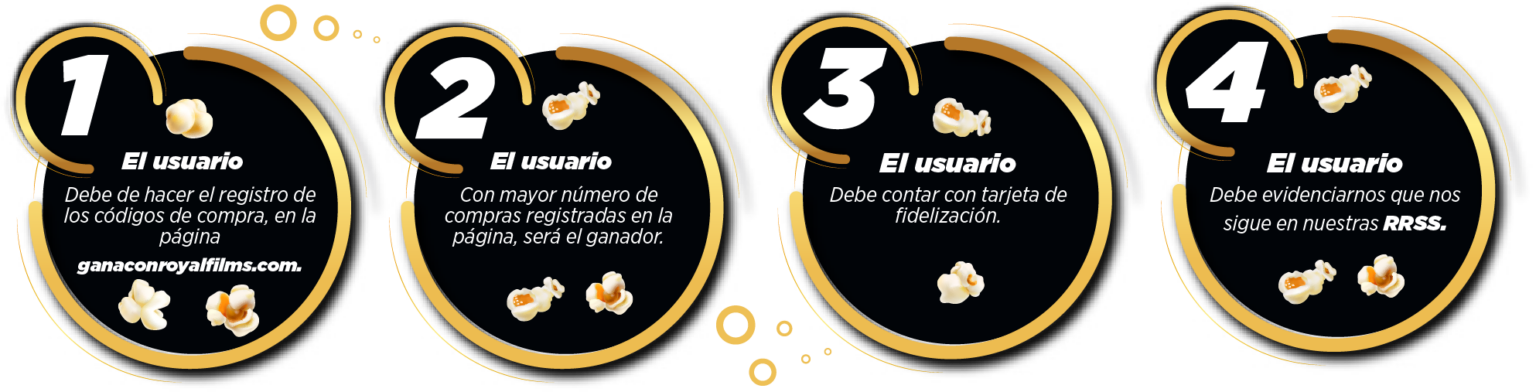 1
El usuario
Debe de hacer el registro de
los códigos de compra, en la
página
ganaconroyalfilms.com.
2
El usuario
Con mayor número de
compras registradas en la
página, será el ganador.
3
El usuario
Debe contar con tarjeta de
fidelización.
4
El usuario
Debe evidenciarnos que nos
sigue en nuestras RRSS.